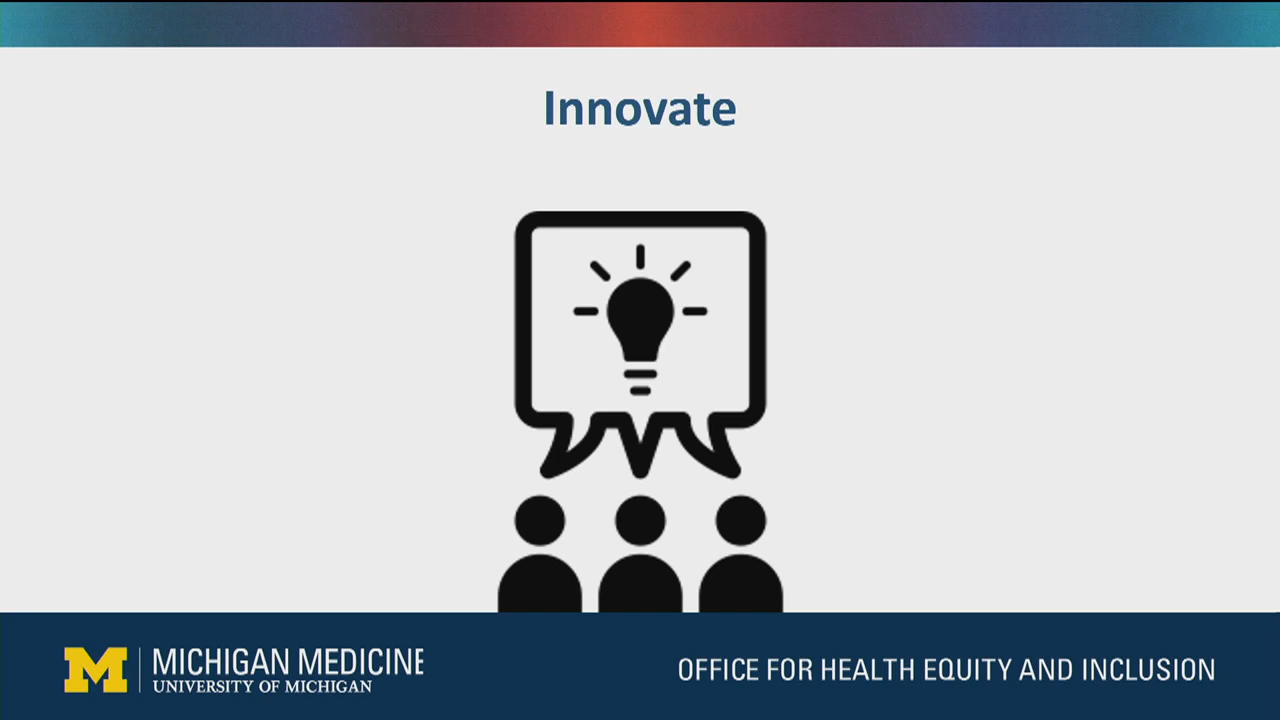 Innovate
M
MICHIGAN MEDICINE
UNIVERSITY OF MICHIGAN
OFFICE FOR HEALTH EQUITY AND INCLUSION